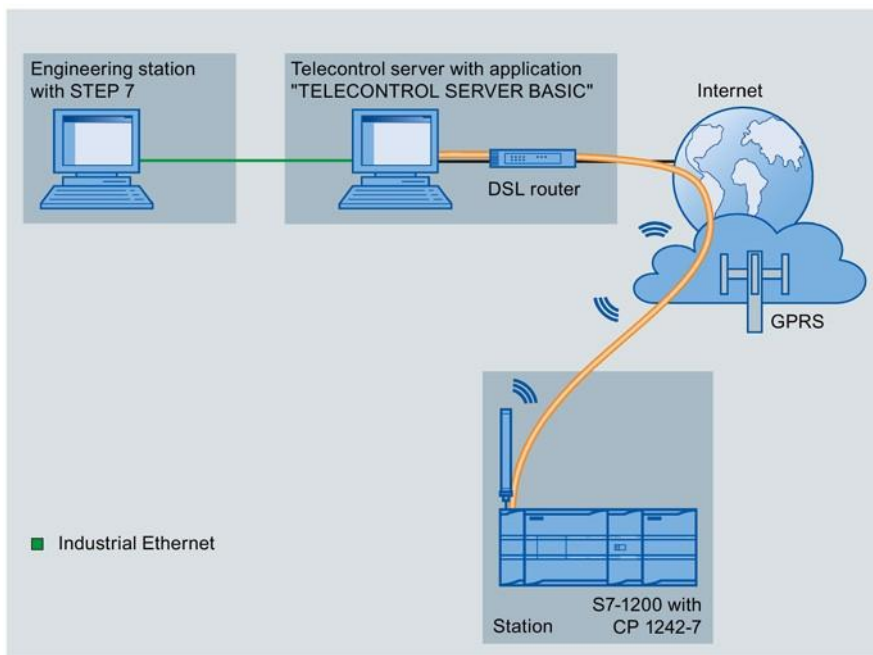 Engineering station
with STEP 7
Telecontrol server with application
"TELECONTROL SERVER BASIC"
Internet
DSL router
GPRS
Industrial Ethernet
Station
S7-1200 with
CP 1242-7